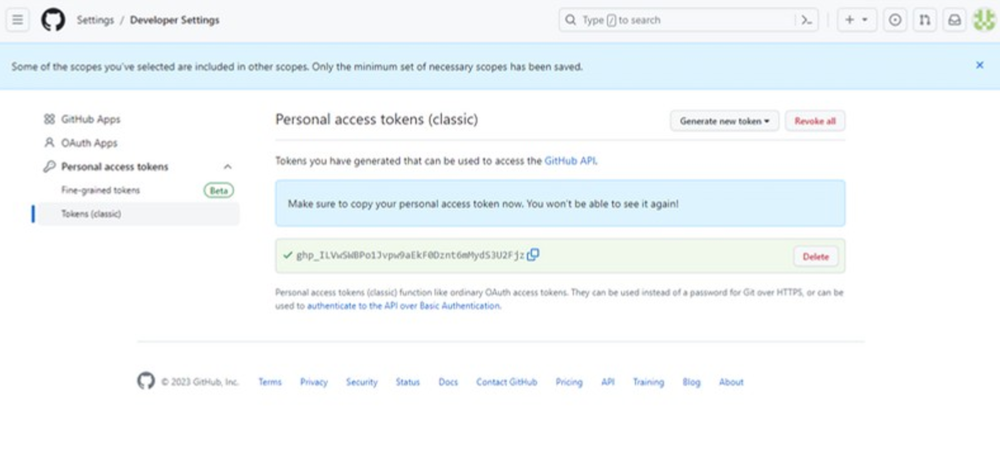 Settings / Developer Settings
Type / to search
Some of the scopes you've selected are included in other scopes. Only the minimum set of necessary scopes has been saved.
GitHub Apps
OAuth Apps
Personal access tokens
Fine-grained tokens Beta
Tokens (classic)
Personal access tokens (classic)
Generate new token
Revoke all
Tokens you have generated that can be used to access the GitHub API.
Make sure to copy your personal access token now. You won't be able to see it again!
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
Delete
Personal access tokens (classic) function like ordinary OAuth access tokens. They can be used instead of a password for Git over HTTPS, or can be
used to authenticate to the API over Basic Authentication.
© 2023 GitHub, Inc. Terms Privacy Security Status Docs Contact GitHub Pricing API Training Blog About